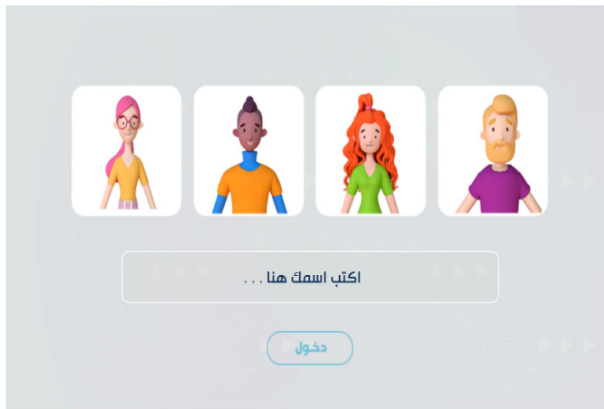 اكتب اسمك هنا . . .
دخول